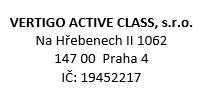 VERTIGO ACTIVE CLASS, s.r.o.
Na Hřebenech II 1062
147 00  Praha 4
IČ: 19452217